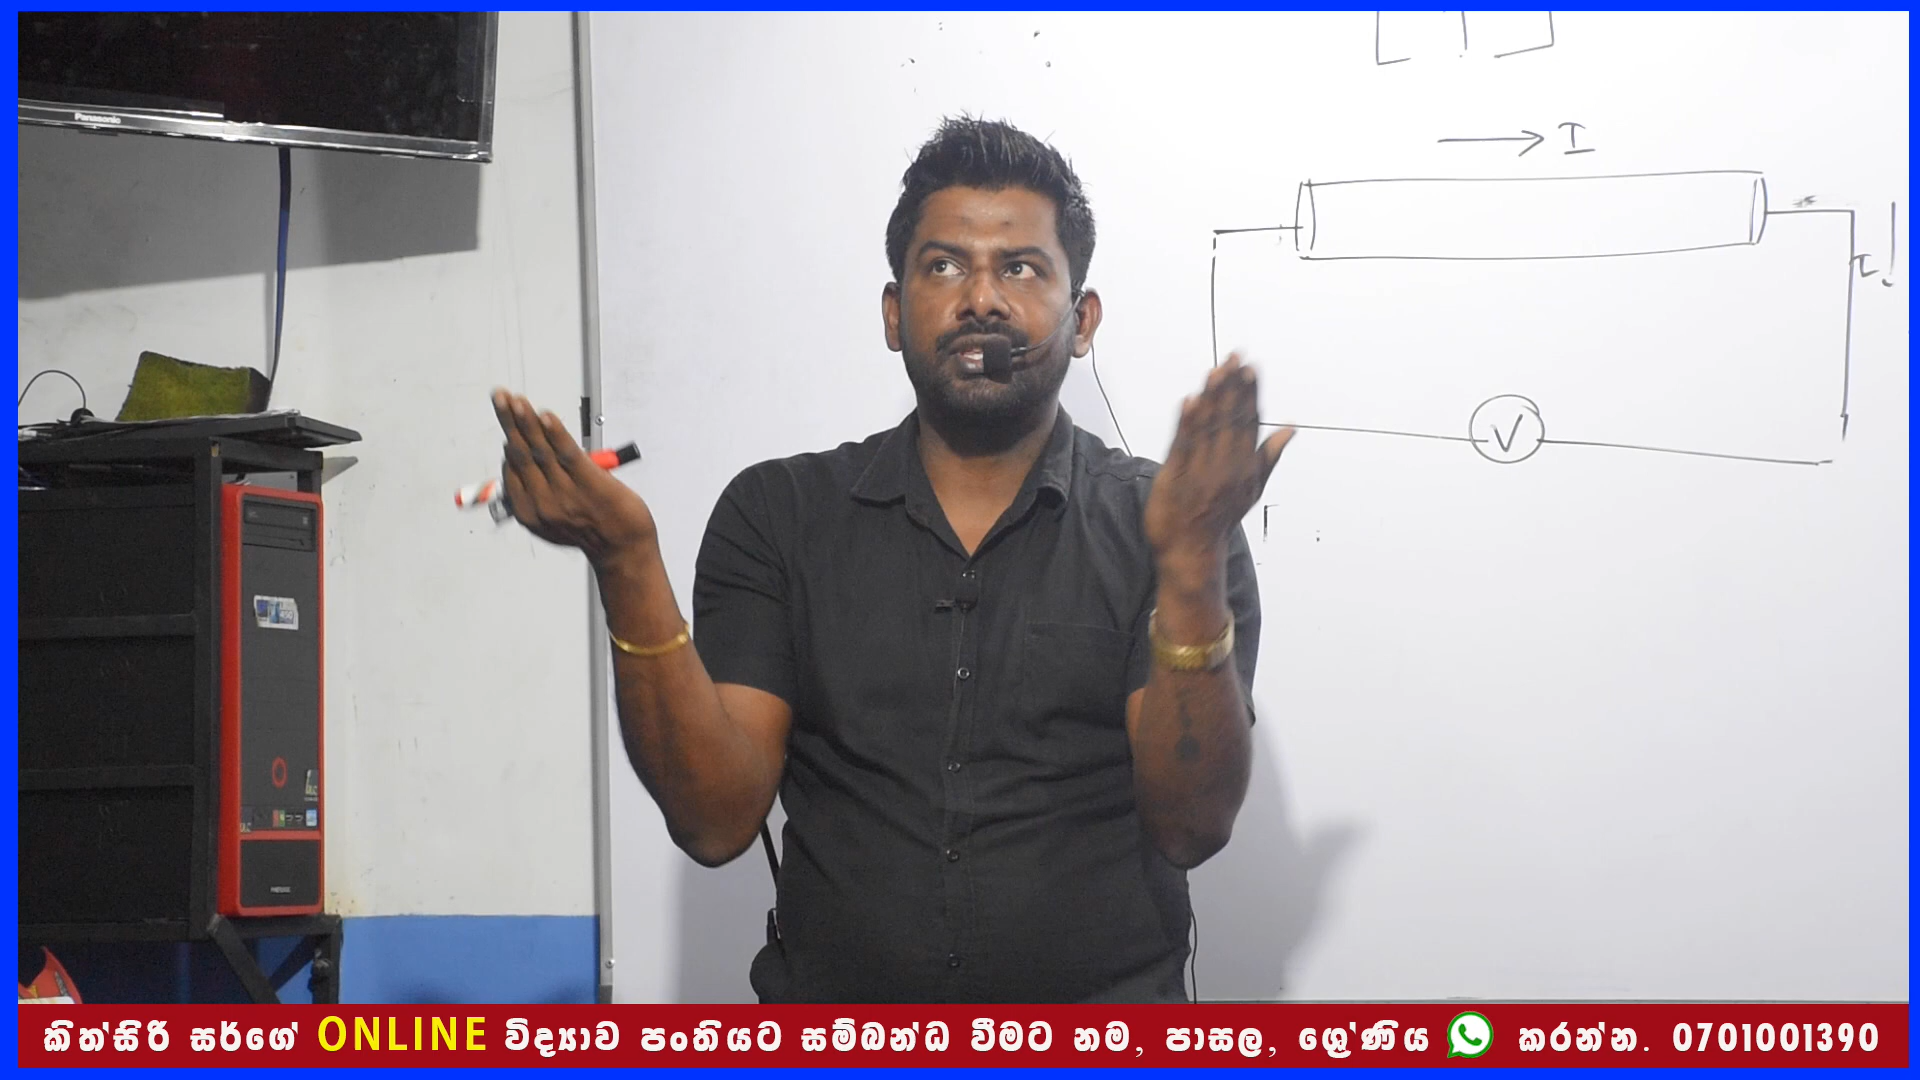 Panasonic
I
V
කිත්සිරි සර්ගේ ONLINE විද්‍යාව පංතියට සම්බන්ධ වීමට නම, පාසල, ශ්‍රේණිය කරන්න. 0701001390